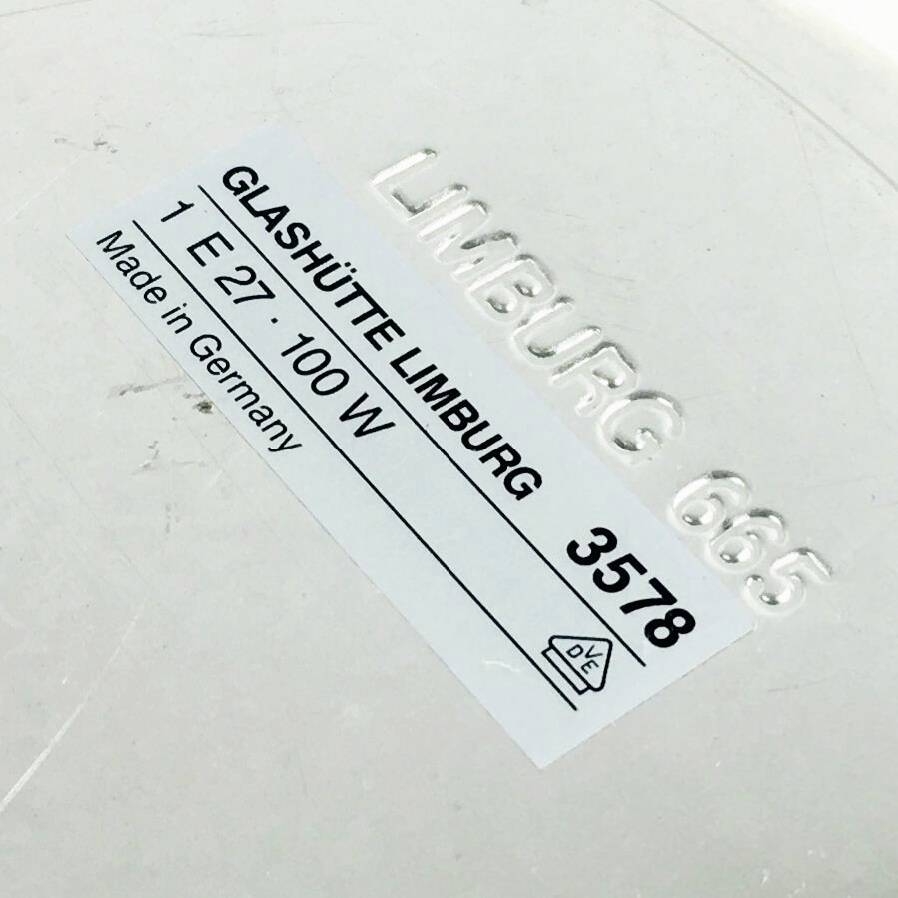 LIMBURG 665
GLASHÜTTE LIMBURG 3578
1 E 27 · 100 W
Made in Germany
VDE